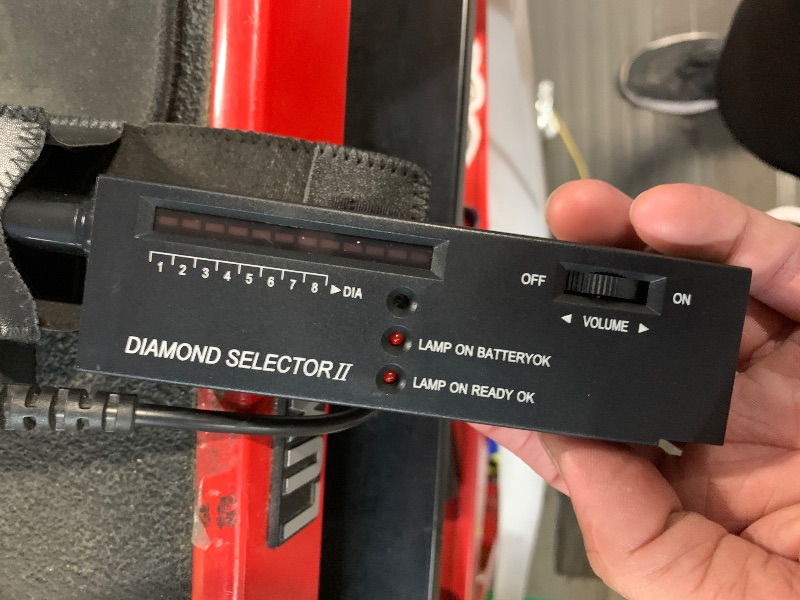 1 2 3 4 5 6 7 8 ▶DIA
OFF
ON
◀ VOLUME ▶
LAMP ON BATTERYOK
DIAMOND SELECTOR II
LAMP ON READY OK